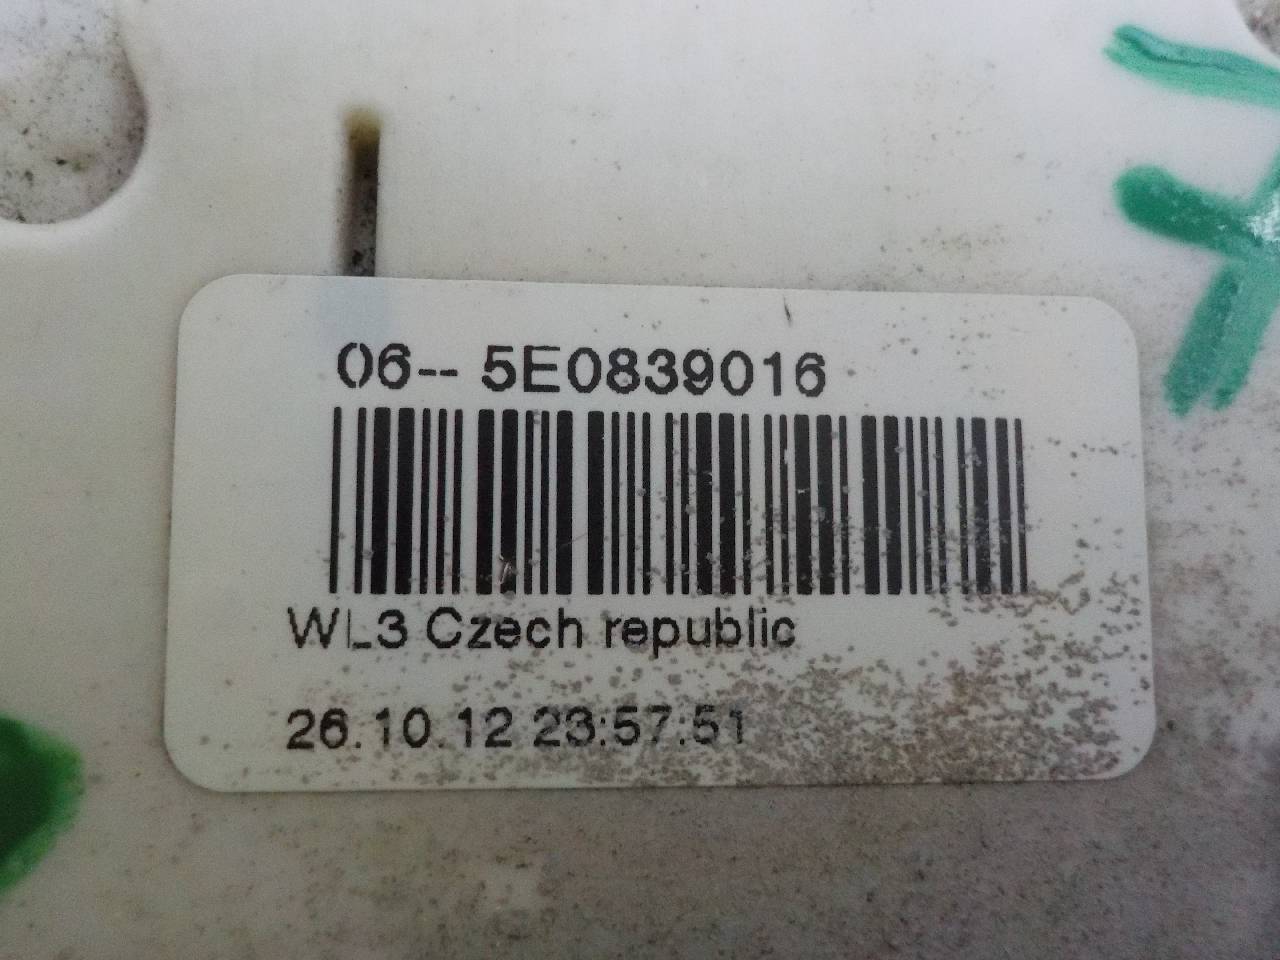 06-- 5E0839016
WL3 Czech republic
26.10.12 23:57:51